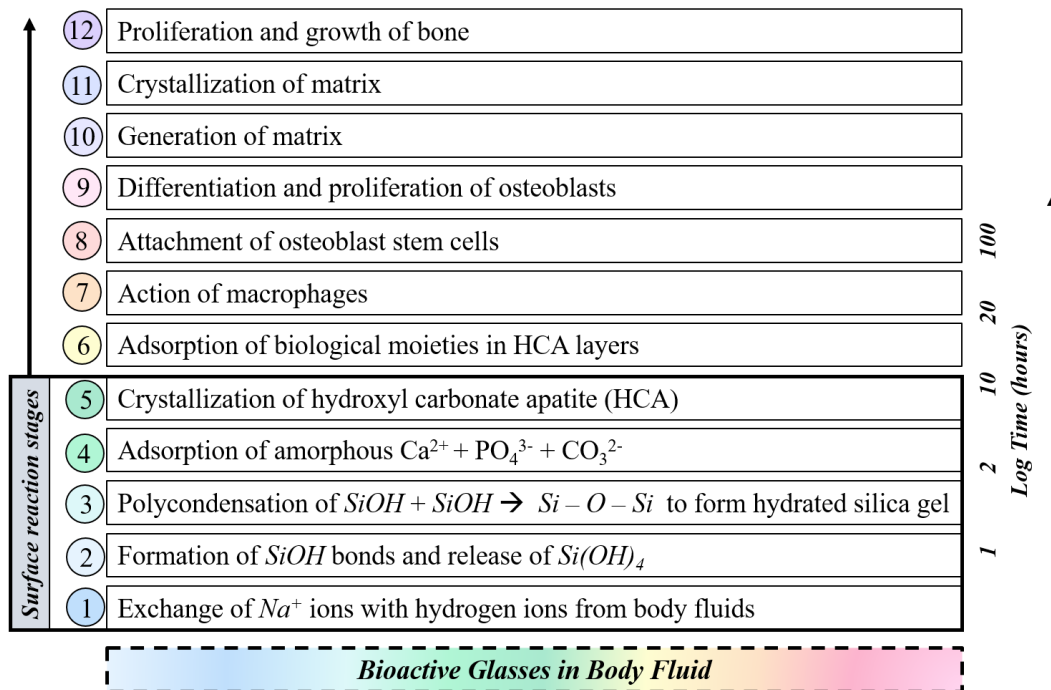 12 Proliferation and growth of bone
11 Crystallization of matrix
10 Generation of matrix
9 Differentiation and proliferation of osteoblasts
8 Attachment of osteoblast stem cells
7 Action of macrophages
6 Adsorption of biological moieties in HCA layers
5 Crystallization of hydroxyl carbonate apatite (HCA)
4 Adsorption of amorphous Ca²⁺ + PO₄³⁻ + CO₃²⁻
3 Polycondensation of SiOH + SiOH → Si – O – Si to form hydrated silica gel
2 Formation of SiOH bonds and release of Si(OH)₄
1 Exchange of Na⁺ ions with hydrogen ions from body fluids
Surface reaction stages
100
20
10
2
1
Log Time (hours)
Bioactive Glasses in Body Fluid